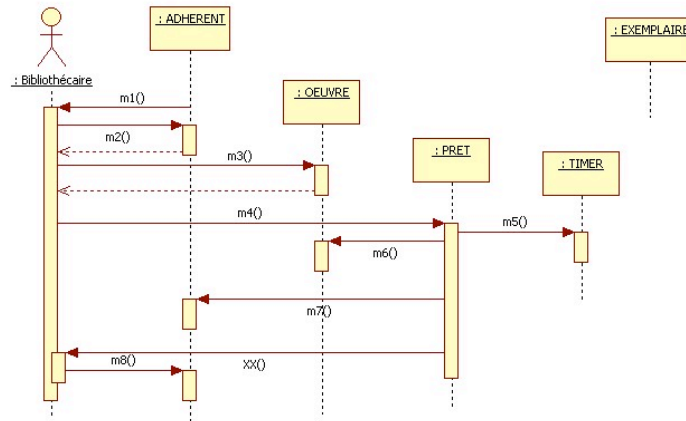 : ADHERENT
: EXEMPLAIRE
: Bibliothécaire
: OEUVRE
m1()
m2()
m3()
: PRET
: TIMER
m4()
m5()
m6()
m7()
m8()
XX()